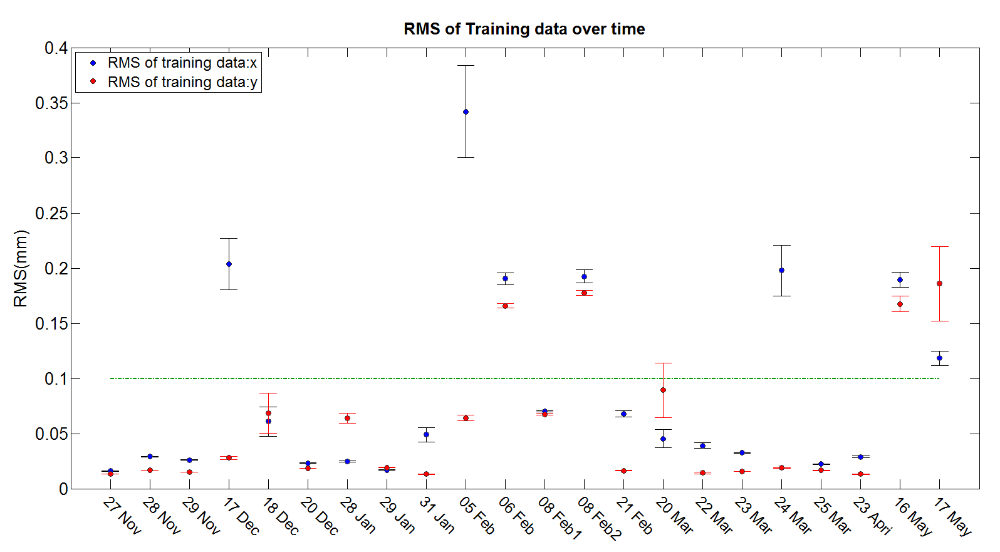 RMS of Training data over time
RMS of training data:x
RMS of training data:y
0.4
0.35
0.3
0.25
0.2
0.15
0.1
0.05
0
RMS(mm)
27 Nov
28 Nov
29 Nov
17 Dec
18 Dec
20 Dec
28 Jan
29 Jan
31 Jan
05 Feb
06 Feb
08 Feb1
08 Feb2
21 Feb
20 Mar
22 Mar
23 Mar
24 Mar
25 Mar
23 Apri
16 May
17 May